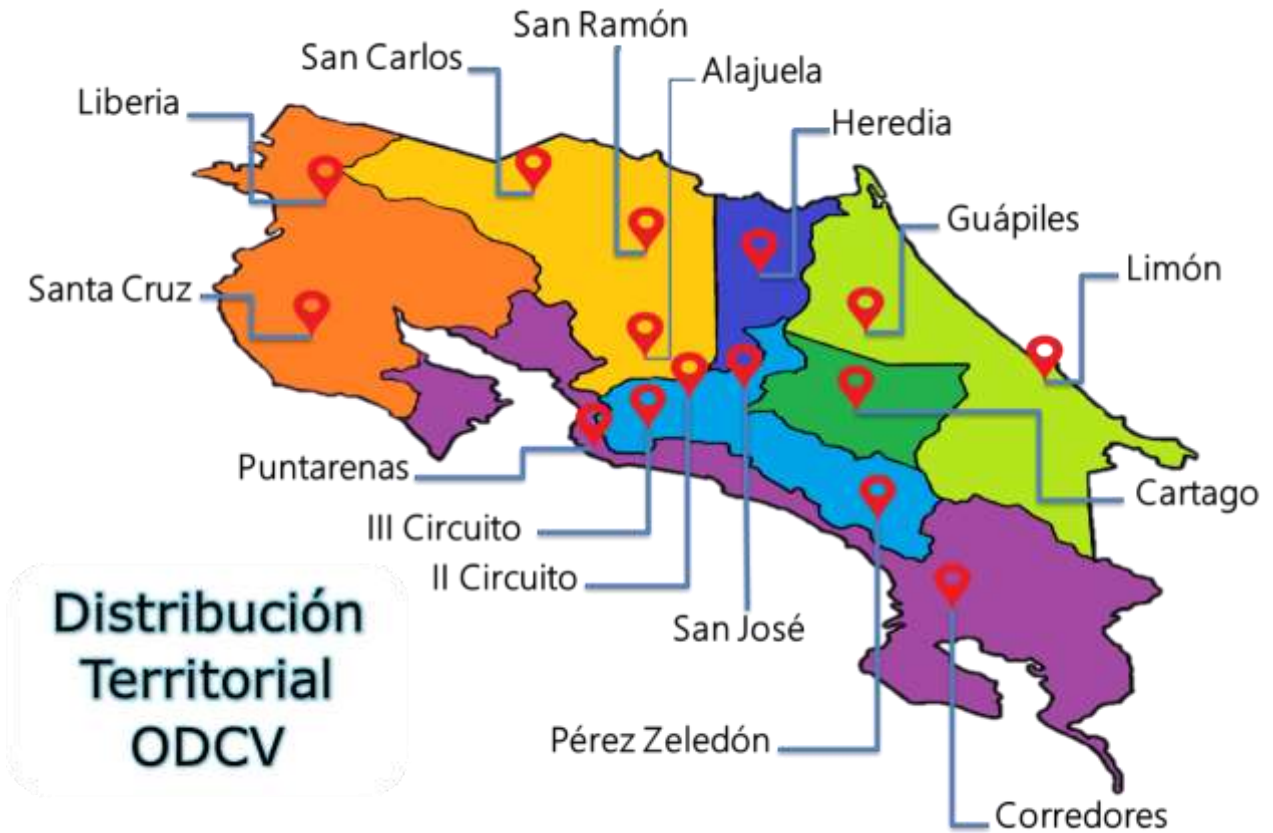 San Ramón
San Carlos
Alajuela
Liberia
Heredia
Guápiles
Limón
Santa Cruz
Puntarenas
Cartago
III Circuito
II Circuito
San José
Pérez Zeledón
Corredores
Distribución
Territorial
ODCV